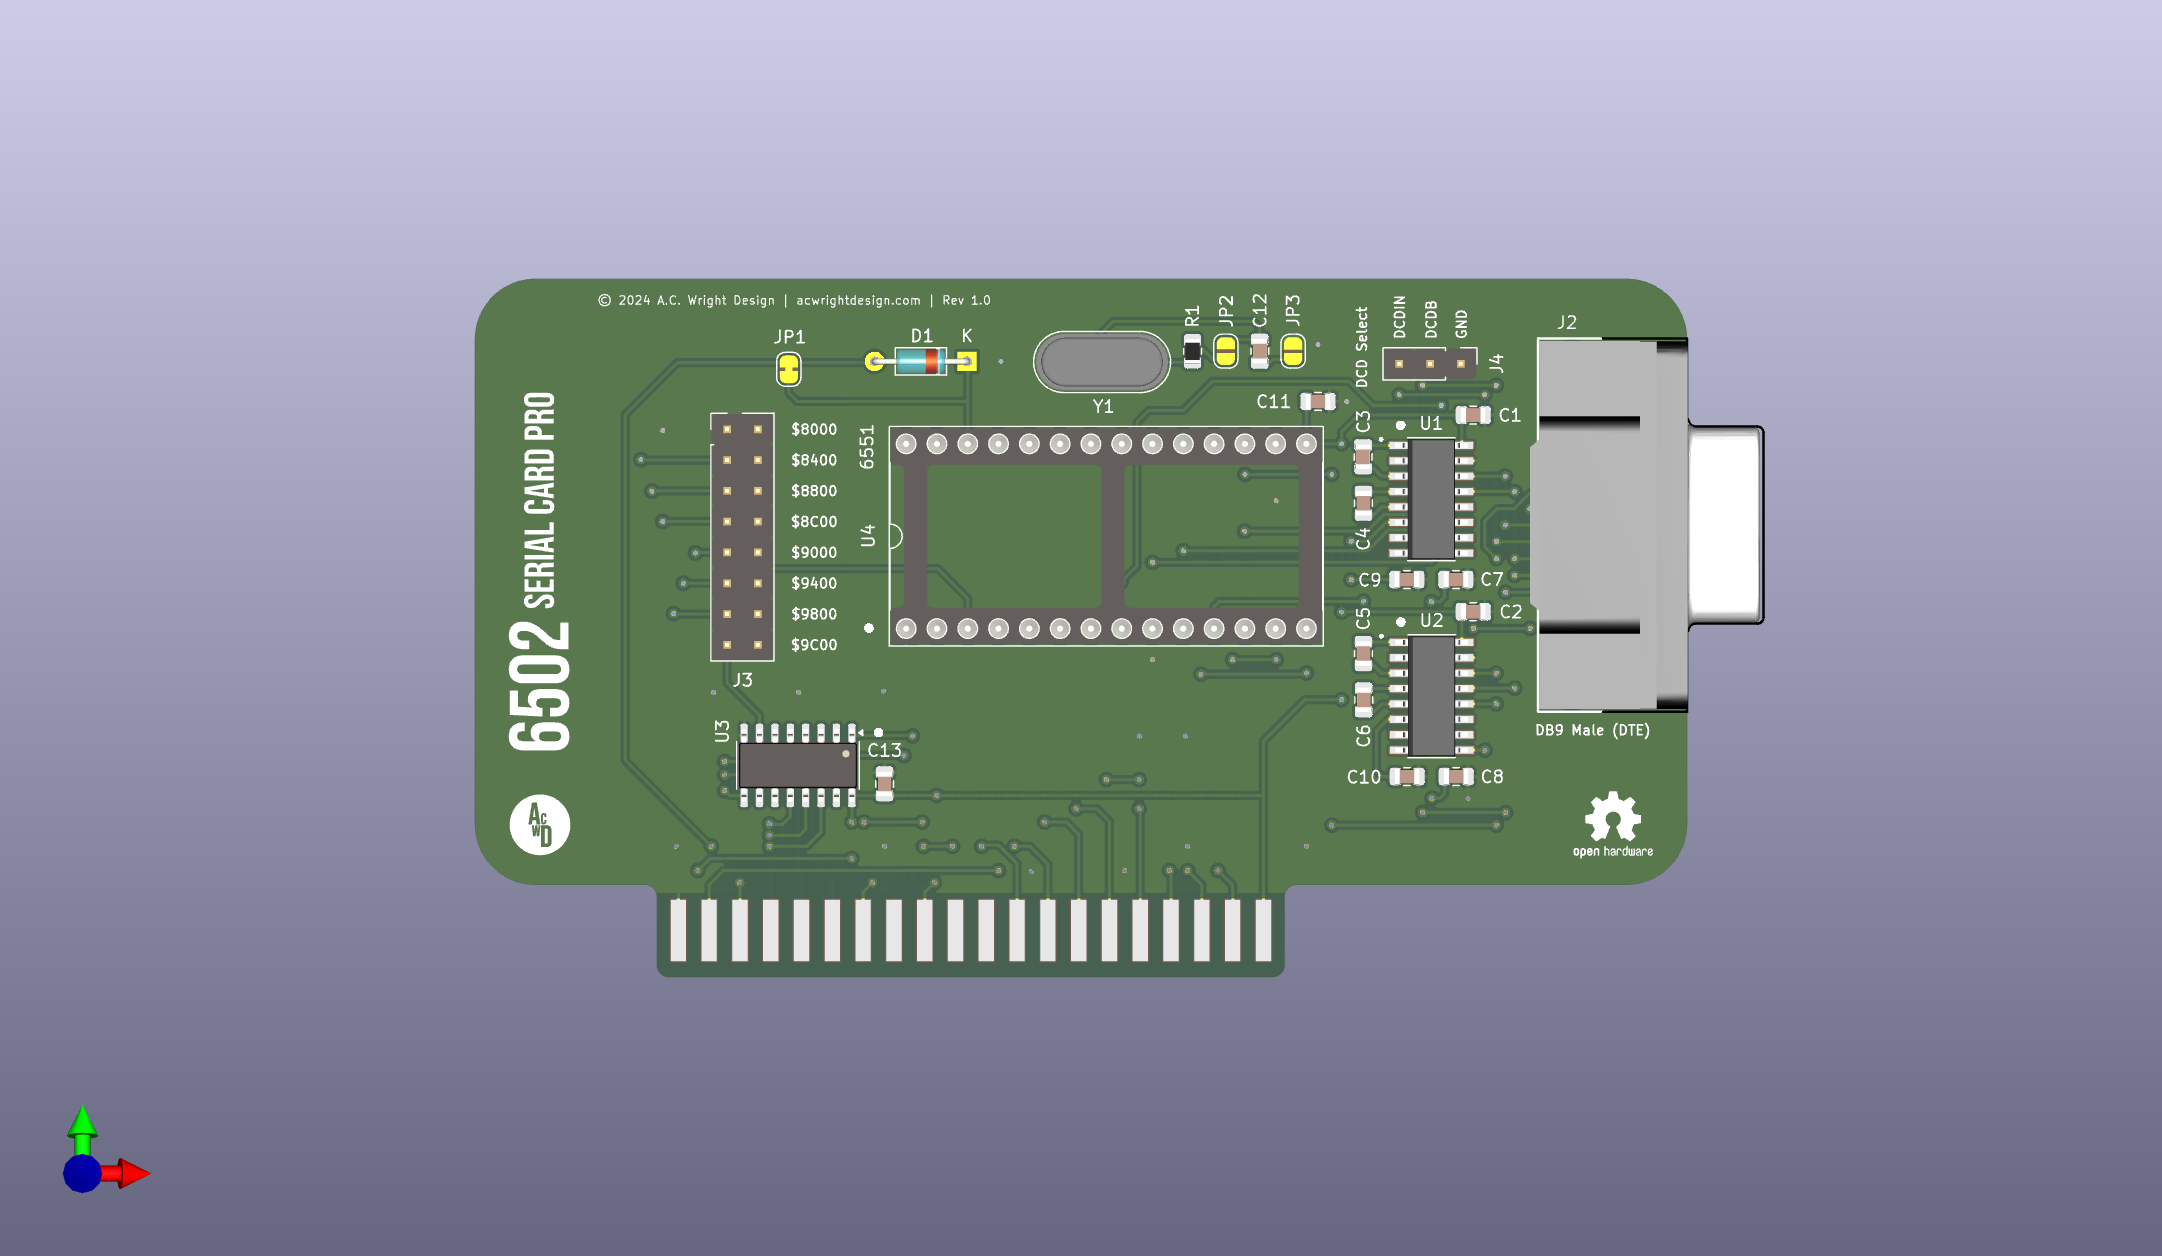 © 2024 A.C. Wright Design | acwrightdesign.com | Rev 1.0
JP1
D1
K
Y1
R1
JP2
C12
JP3
DCD Select
DCDIN
DCDB
GND
J4
J2
C11
C3
C1
U1
6502 SERIAL CARD PRO
$8000
$8400
$8800
$8C00
$9000
$9400
$9800
$9C00
J3
6551
U4
C4
C9
C7
C5
C2
U2
C6
C10
C8
DB9 Male (DTE)
U3
C13
ACWD
open hardware